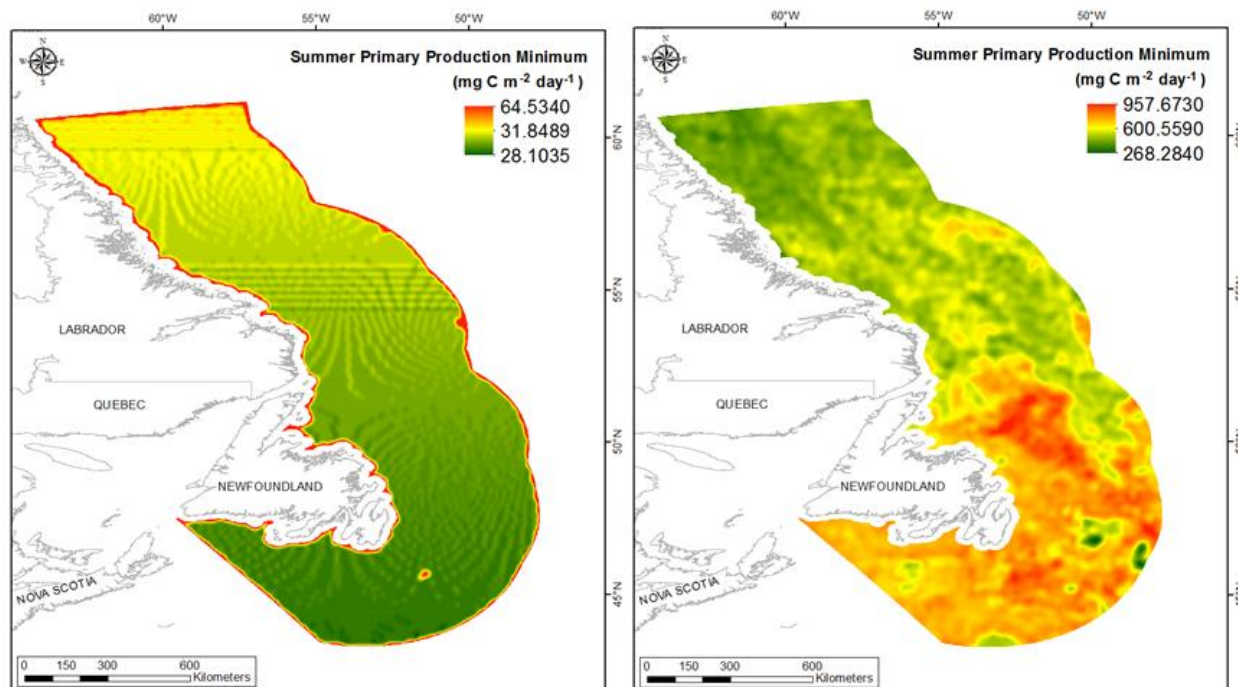 60°W 55°W 50°W
N
W E
S
Summer Primary Production Minimum
(mg C m⁻² day⁻¹)
64.5340
31.8489
28.1035
60°N
55°N
50°N
45°N
LABRADOR
QUEBEC
NEWFOUNDLAND
NOVA SCOTIA
0 150 300 600
Kilometers
60°W 55°W 50°W
N
W E
S
Summer Primary Production Minimum
(mg C m⁻² day⁻¹)
957.6730
600.5590
268.2840
LABRADOR
QUEBEC
NEWFOUNDLAND
NOVA SCOTIA
0 150 300 600
Kilometers